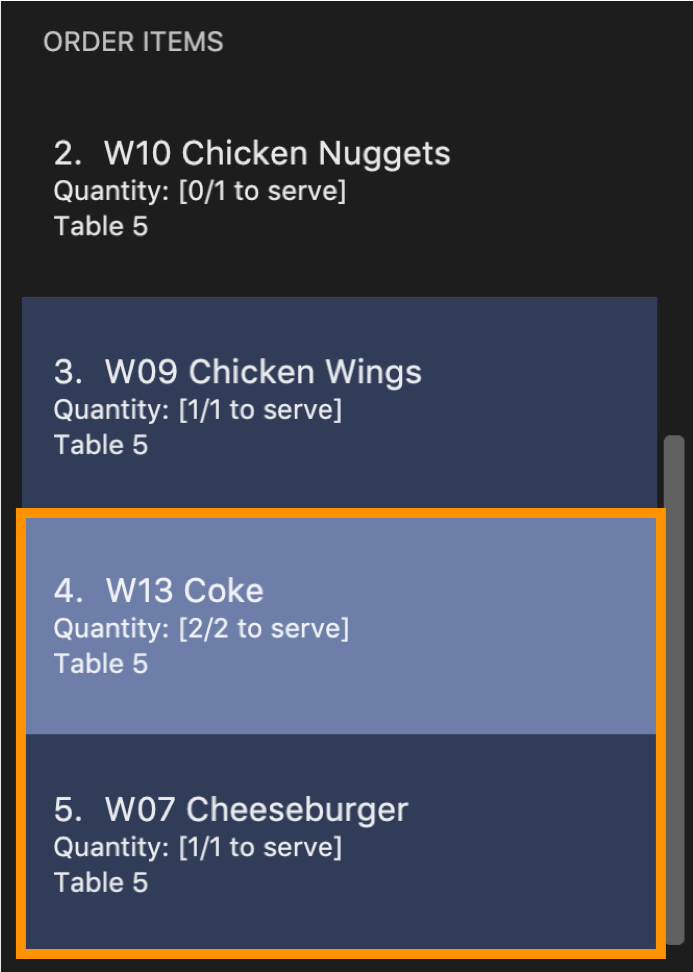 ORDER ITEMS
2. W10 Chicken Nuggets
Quantity: [0/1 to serve]
Table 5
3. W09 Chicken Wings
Quantity: [1/1 to serve]
Table 5
4. W13 Coke
Quantity: [2/2 to serve]
Table 5
5. W07 Cheeseburger
Quantity: [1/1 to serve]
Table 5